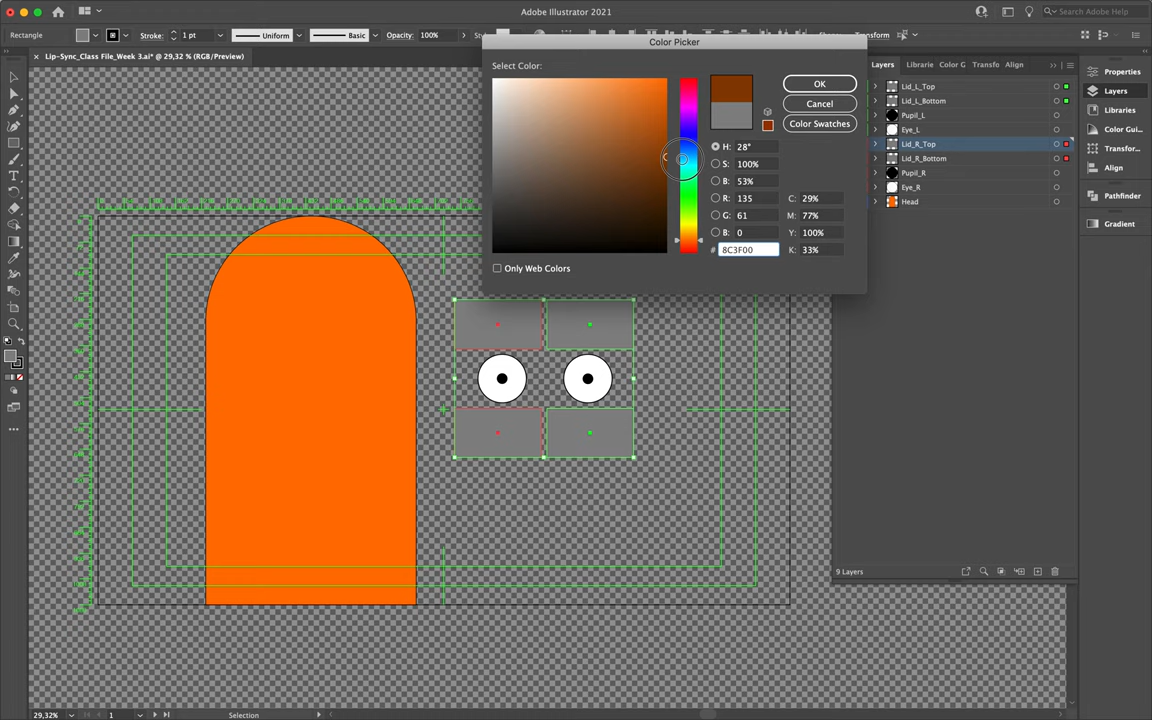 Adobe Illustrator 2021
Search Adobe Help
Rectangle
Stroke:
1 pt
Uniform
Basic
Opacity:
100%
Lip-Sync_Class File_Week 3.ai* @ 29,32 % (RGB/Preview)
Color Picker
Select Color:
OK
Cancel
Color Swatches
H: 28°
S: 100%
B: 53%
R: 135
G: 61
B: 0
# 8C3F00
C: 29%
M: 77%
Y: 100%
K: 33%
Only Web Colors
Layers
Librarie
Color G
Transfo
Align
Lid_L_Top
Lid_L_Bottom
Pupil_L
Eye_L
Lid_R_Top
Lid_R_Bottom
Pupil_R
Eye_R
Head
9 Layers
Properties
Layers
Libraries
Color Gui...
Transfor...
Align
Pathfinder
Gradient
29,32%
1
Selection